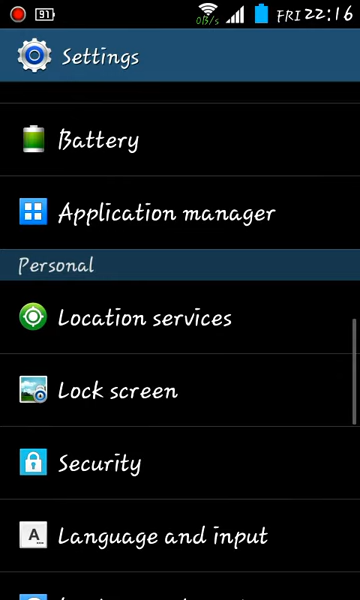 91 0B/s FRI 22:16
Settings
Battery
Application manager
Personal
Location services
Lock screen
Security
A
Language and input